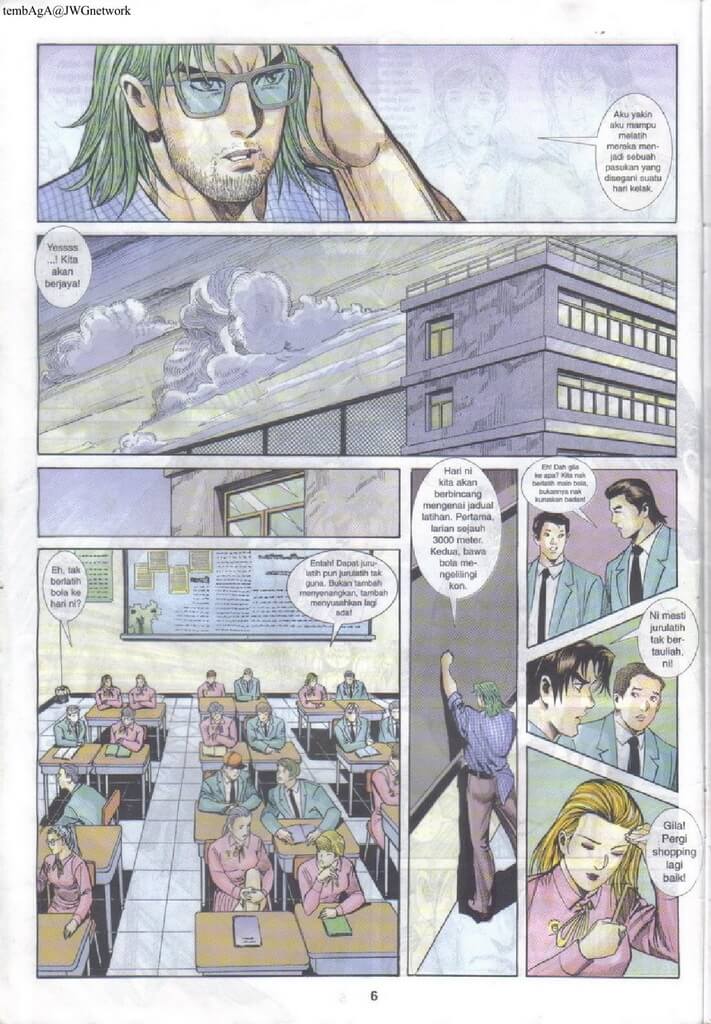 tembAgA@JWGnetwork
Aku yakin
aku mampu
melatih
mereka men-
jadi sebuah
pasukan yang
disegani suatu
hari kelak.
Yessss
...! Kita
akan
berjaya!
Eh, tak
berlatih
bola ke
hari ni?
Entah! Dapat juru-
latih pun jurulatih tak
guna. Bukan tambah
menyenangkan, tambah
menyusahkan lagi
ada!
Hari ni
kita akan
berbincang
mengenai jadual
latihan. Pertama,
larian sejauh
3000 meter.
Kedua, bawa
bola me-
ngelilingi
kon.
Eh! Dah gila
ke apa? Kita nak
berlatih main bola,
bukannya nak
kuruskan badan!
Ni mesti
jurulatih
tak ber-
tauliah,
ni!
Gila!
Pergi
shopping
lagi
baik!
6